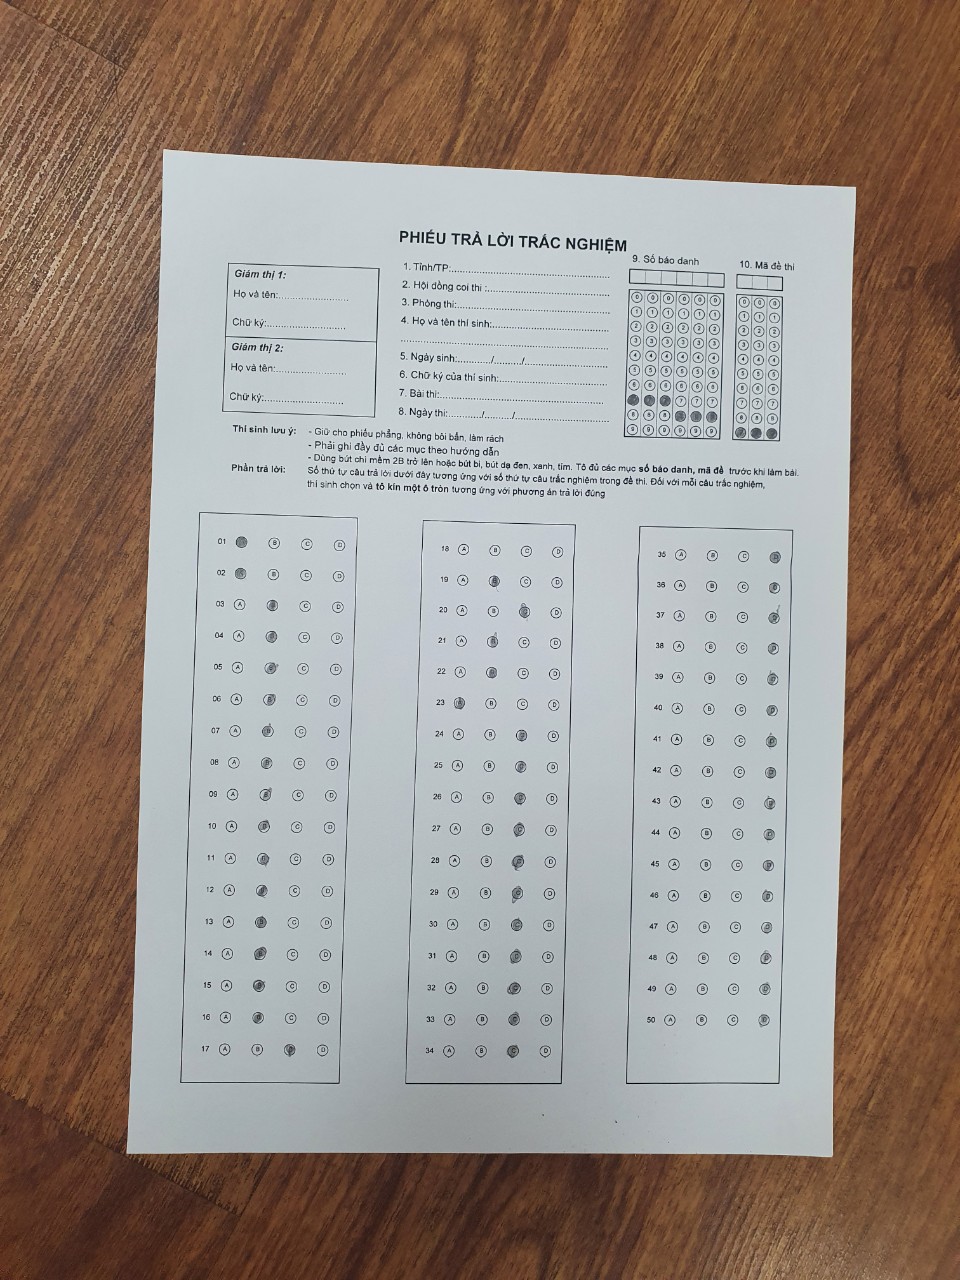 PHIẾU TRẢ LỜI TRẮC NGHIỆM
Giám thị 1:
Họ và tên:........................
Chữ ký:...........................
Giám thị 2:
Họ và tên:........................
Chữ ký:...........................
1. Tỉnh/TP:.....................................................
2. Hội đồng coi thi :.........................................
3. Phòng thi:...................................................
4. Họ và tên thí sinh:.......................................
5. Ngày sinh:............/........../...........................
6. Chữ ký của thí sinh:.....................................
7. Bài thi:.......................................................
8. Ngày thi:.........../........../..............................
9. Số báo danh
10. Mã đề thi
Thí sinh lưu ý: - Giữ cho phiếu phẳng, không bôi bẩn, làm rách
- Phải ghi đầy đủ các mục theo hướng dẫn
- Dùng bút chì mềm 2B trở lên hoặc bút bi, bút dạ đen, xanh, tím. Tô đủ các mục số báo danh, mã đề trước khi làm bài.
Phần trả lời: Số thứ tự câu trả lời dưới đây tương ứng với số thứ tự câu trắc nghiệm trong đề thi. Đối với mỗi câu trắc nghiệm,
thí sinh chọn và tô kín một ô tròn tương ứng với phương án trả lời đúng
01 B C D
02 B C D
03 A C D
04 A C D
05 A C D
06 A B C D
07 A C D
08 A C D
09 A C D
10 A C D
11 A C D
12 A C D
13 A C D
14 A C D
15 A C D
16 A C D
17 A B D
18 A B C D
19 A C D
20 A B D
21 A C D
22 A C D
23 B C D
24 A B D
25 A B D
26 A B D
27 A B D
28 A B D
29 A B D
30 A B D
31 A B D
32 A B D
33 A B D
34 A B D
35 A B C
36 A B C
37 A B C
38 A B C
39 A B C
40 A B C
41 A B C
42 A B C
43 A B C
44 A B C
45 A B C
46 A B C
47 A B C
48 A B C
49 A B C
50 A B C